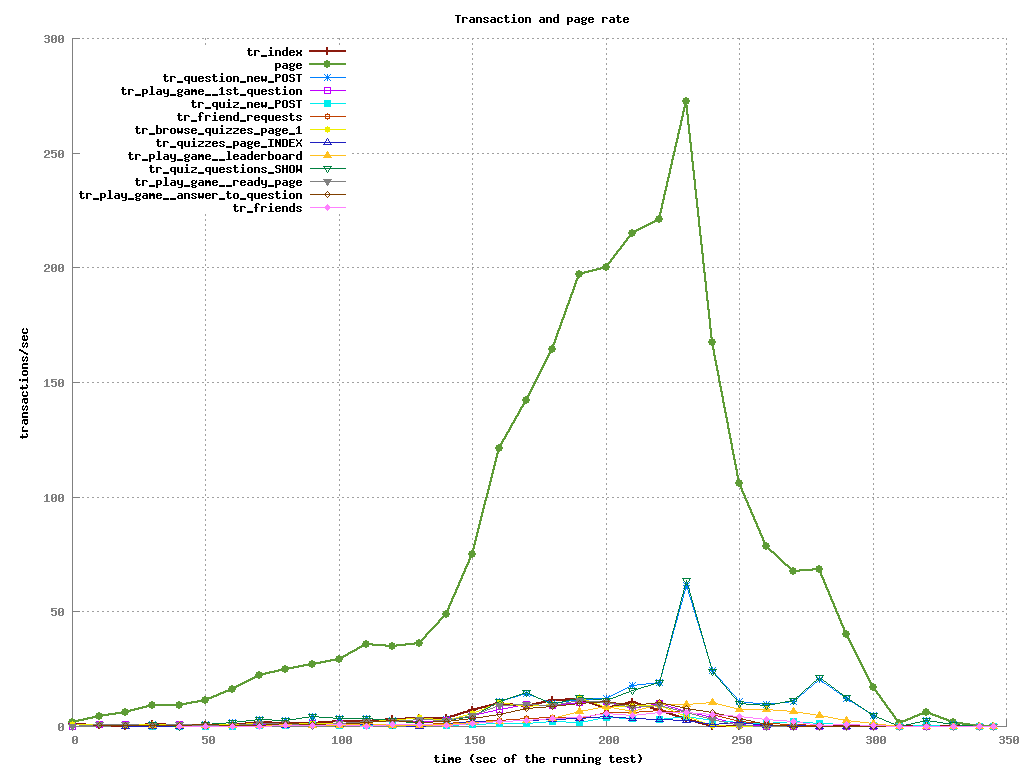 Transaction and page rate
300
250
200
150
100
50
0
transactions/sec
tr_index
page
tr_question_new_POST
tr_play_game__1st_question
tr_quiz_new_POST
tr_friend_requests
tr_browse_quizzes_page_1
tr_quizzes_page_INDEX
tr_play_game__leaderboard
tr_quiz_questions_SHOW
tr_play_game__ready_page
tr_play_game__answer_to_question
tr_friends
0 50 100 150 200 250 300 350
time (sec of the running test)